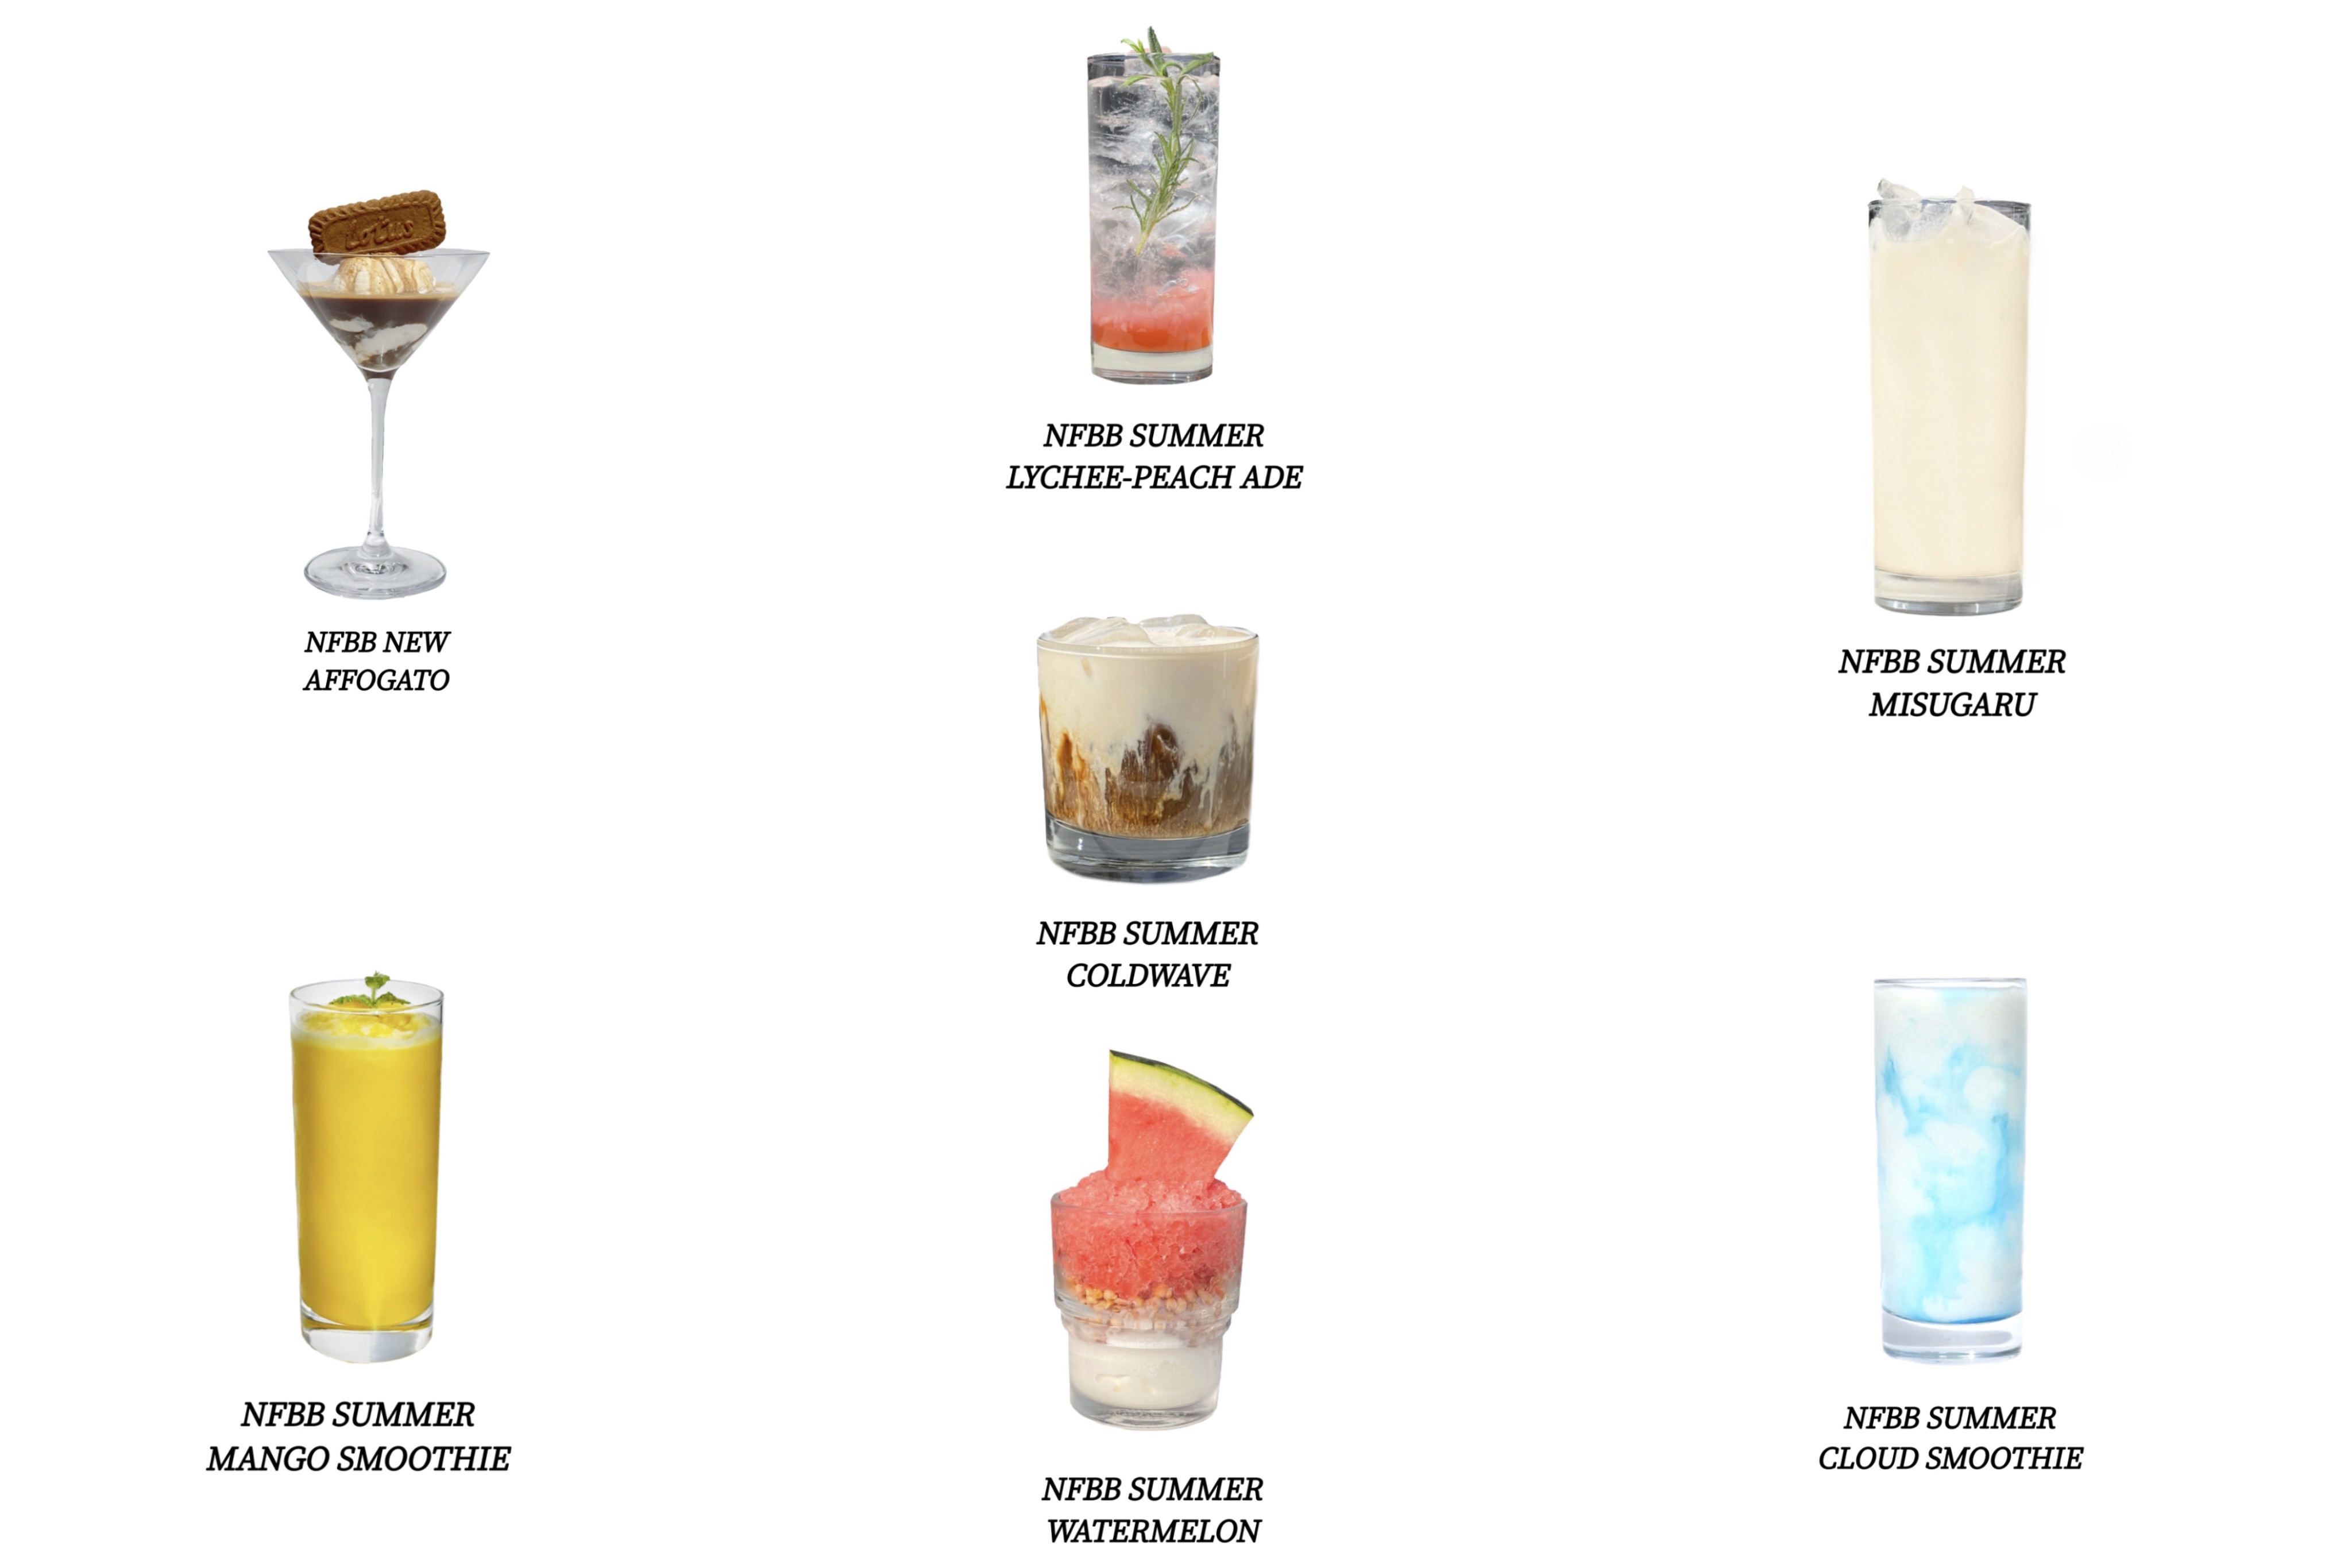 Lotus
NFBB NEW
AFFOGATO
NFBB SUMMER
LYCHEE-PEACH ADE
NFBB SUMMER
MISUGARU
NFBB SUMMER
COLDWAVE
NFBB SUMMER
MANGO SMOOTHIE
NFBB SUMMER
WATERMELON
NFBB SUMMER
CLOUD SMOOTHIE